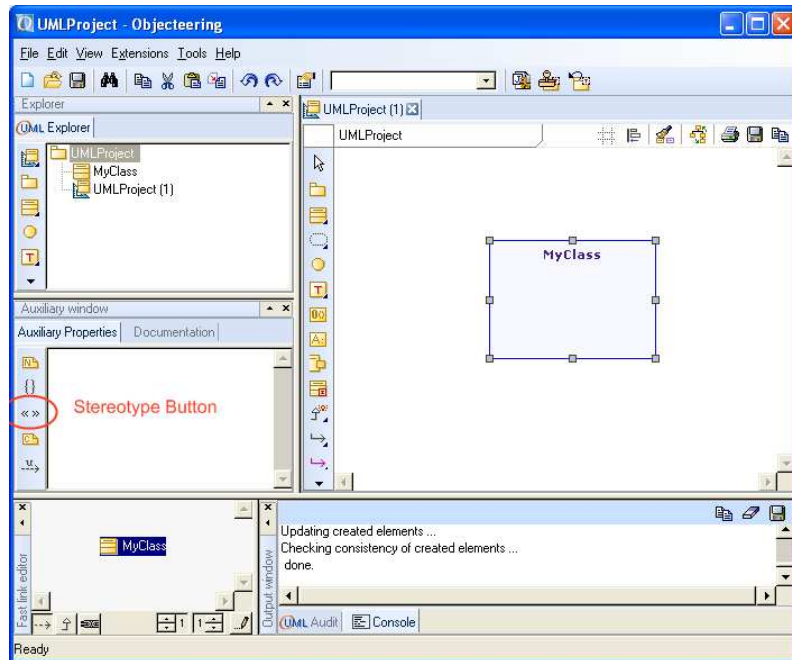 UMLProject - Objecteering
File Edit View Extensions Tools Help
Explorer
UML Explorer
UMLProject
MyClass
UMLProject (1)
Auxiliary window
Auxiliary Properties Documentation
N
{}
« »
Stereotype Button
C
U
UMLProject (1)
UMLProject
T
T
MyClass
Fast link editor
MyClass
1 1
Output window
Updating created elements ...
Checking consistency of created elements ...
done.
UML Audit Console
Ready